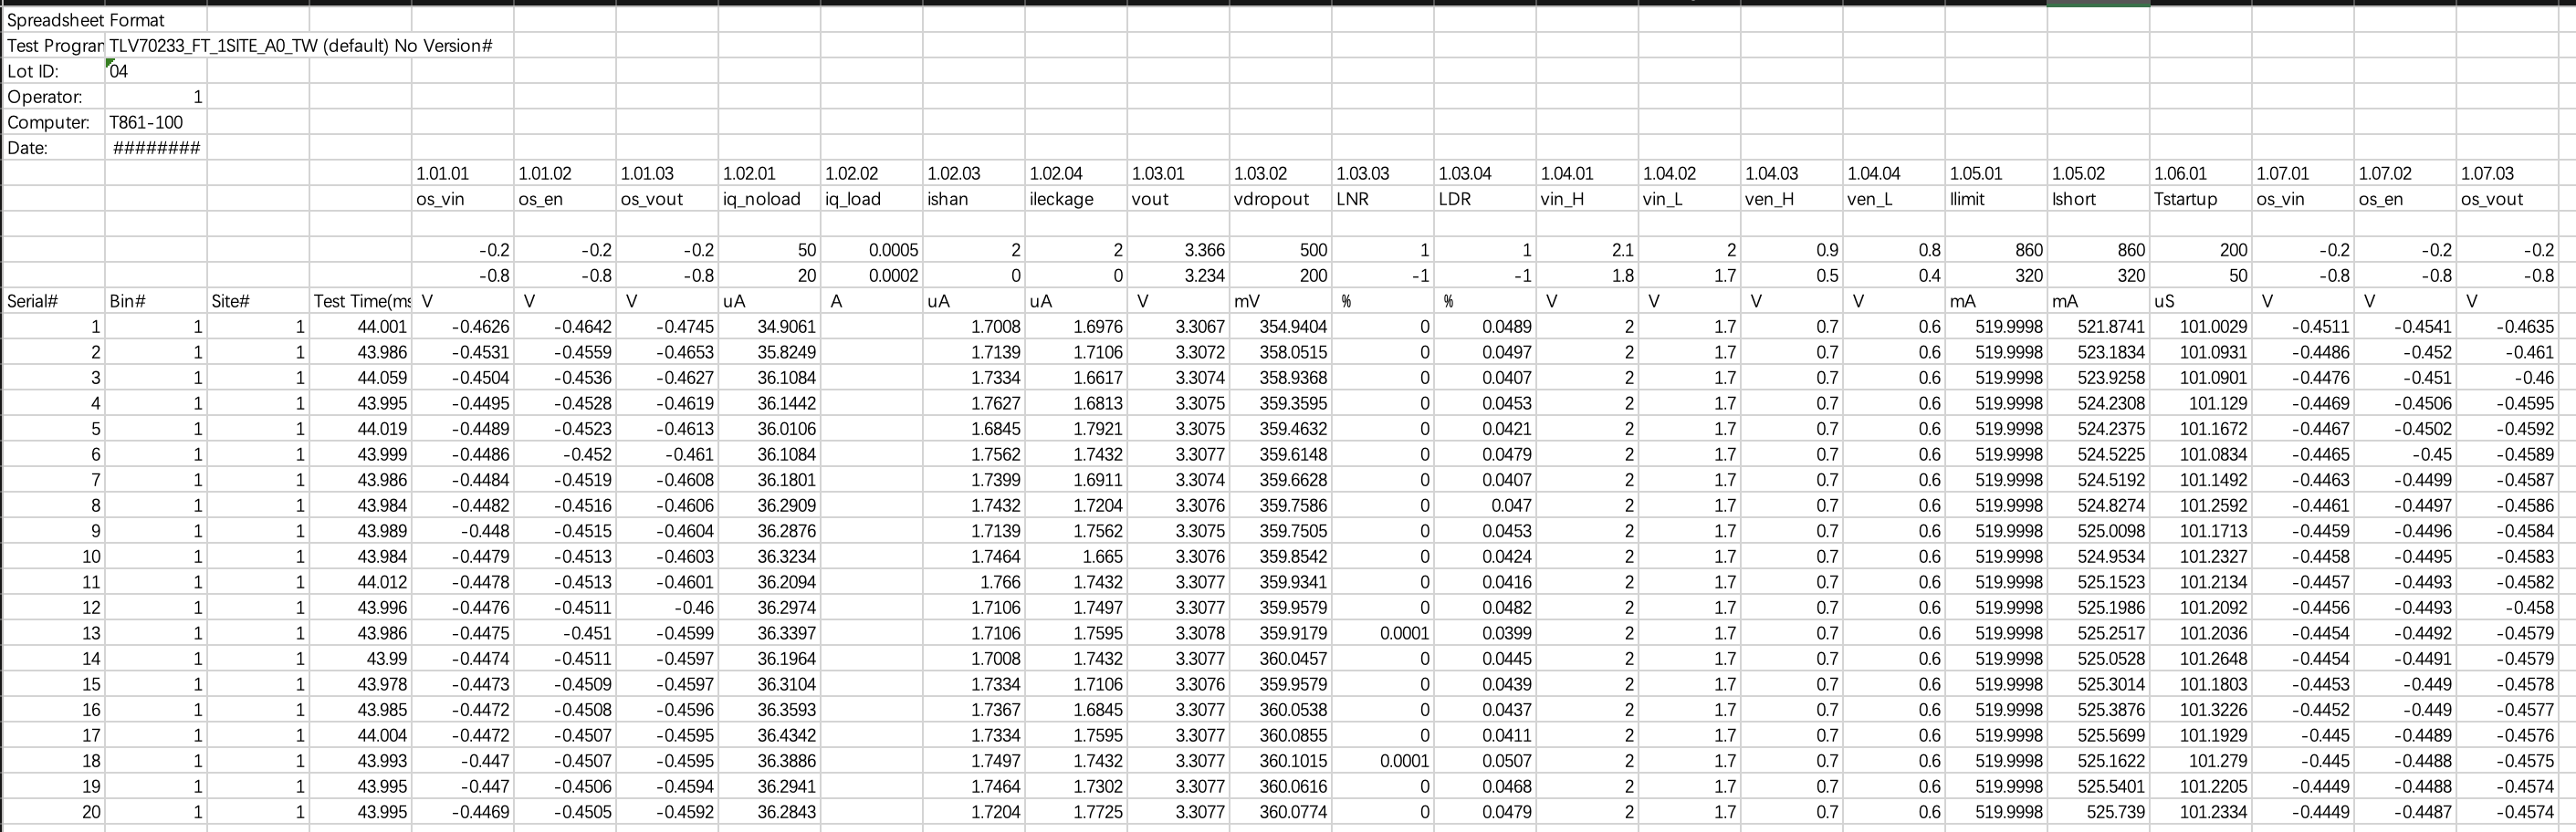 Spreadsheet Format
Test Progran TLV70233_FT_1SITE_A0_TW (default) No Version#
Lot ID: 04
Operator: 1
Computer: T861-100
Date: ########
1.01.01 1.01.02 1.01.03 1.02.01 1.02.02 1.02.03 1.02.04 1.03.01 1.03.02 1.03.03 1.03.04 1.04.01 1.04.02 1.04.03 1.04.04 1.05.01 1.05.02 1.06.01 1.07.01 1.07.02 1.07.03
os_vin os_en os_vout iq_noload iq_load ishan ileckage vout vdropout LNR LDR vin_H vin_L ven_H ven_L Ilimit Ishort Tstartup os_vin os_en os_vout
-0.2 -0.2 -0.2 50 0.0005 2 2 3.366 500 1 1 2.1 2 0.9 0.8 860 860 200 -0.2 -0.2 -0.2
-0.8 -0.8 -0.8 20 0.0002 0 0 3.234 200 -1 -1 1.8 1.7 0.5 0.4 320 320 50 -0.8 -0.8 -0.8
Serial# Bin# Site# Test Time(ms V V V uA A uA uA V mV % % V V V V mA mA uS V V V
1 1 1 44.001 -0.4626 -0.4642 -0.4745 34.9061 1.7008 1.6976 3.3067 354.9404 0 0.0489 2 1.7 0.7 0.6 519.9998 521.8741 101.0029 -0.4511 -0.4541 -0.4635
2 1 1 43.986 -0.4531 -0.4559 -0.4653 35.8249 1.7139 1.7106 3.3072 358.0515 0 0.0497 2 1.7 0.7 0.6 519.9998 523.1834 101.0931 -0.4486 -0.452 -0.461
3 1 1 44.059 -0.4504 -0.4536 -0.4627 36.1084 1.7334 1.6617 3.3074 358.9368 0 0.0407 2 1.7 0.7 0.6 519.9998 523.9258 101.0901 -0.4476 -0.451 -0.46
4 1 1 43.995 -0.4495 -0.4528 -0.4619 36.1442 1.7627 1.6813 3.3075 359.3595 0 0.0453 2 1.7 0.7 0.6 519.9998 524.2308 101.129 -0.4469 -0.4506 -0.4595
5 1 1 44.019 -0.4489 -0.4523 -0.4613 36.0106 1.6845 1.7921 3.3075 359.4632 0 0.0421 2 1.7 0.7 0.6 519.9998 524.2375 101.1672 -0.4467 -0.4502 -0.4592
6 1 1 43.999 -0.4486 -0.452 -0.461 36.1084 1.7562 1.7432 3.3077 359.6148 0 0.0479 2 1.7 0.7 0.6 519.9998 524.5225 101.0834 -0.4465 -0.45 -0.4589
7 1 1 43.986 -0.4484 -0.4519 -0.4608 36.1801 1.7399 1.6911 3.3074 359.6628 0 0.0407 2 1.7 0.7 0.6 519.9998 524.5192 101.1492 -0.4463 -0.4499 -0.4587
8 1 1 43.984 -0.4482 -0.4516 -0.4606 36.2909 1.7432 1.7204 3.3076 359.7586 0 0.047 2 1.7 0.7 0.6 519.9998 524.8274 101.2592 -0.4461 -0.4497 -0.4586
9 1 1 43.989 -0.448 -0.4515 -0.4604 36.2876 1.7139 1.7562 3.3075 359.7505 0 0.0453 2 1.7 0.7 0.6 519.9998 525.0098 101.1713 -0.4459 -0.4496 -0.4584
10 1 1 43.984 -0.4479 -0.4513 -0.4603 36.3234 1.7464 1.665 3.3076 359.8542 0 0.0424 2 1.7 0.7 0.6 519.9998 524.9534 101.2327 -0.4458 -0.4495 -0.4583
11 1 1 44.012 -0.4478 -0.4513 -0.4601 36.2094 1.766 1.7432 3.3077 359.9341 0 0.0416 2 1.7 0.7 0.6 519.9998 525.1523 101.2134 -0.4457 -0.4493 -0.4582
12 1 1 43.996 -0.4476 -0.4511 -0.46 36.2974 1.7106 1.7497 3.3077 359.9579 0 0.0482 2 1.7 0.7 0.6 519.9998 525.1986 101.2092 -0.4456 -0.4493 -0.458
13 1 1 43.986 -0.4475 -0.451 -0.4599 36.3397 1.7106 1.7595 3.3078 359.9179 0.0001 0.0399 2 1.7 0.7 0.6 519.9998 525.2517 101.2036 -0.4454 -0.4492 -0.4579
14 1 1 43.99 -0.4474 -0.4511 -0.4597 36.1964 1.7008 1.7432 3.3077 360.0457 0 0.0445 2 1.7 0.7 0.6 519.9998 525.0528 101.2648 -0.4454 -0.4491 -0.4579
15 1 1 43.978 -0.4473 -0.4509 -0.4597 36.3104 1.7334 1.7106 3.3076 359.9579 0 0.0439 2 1.7 0.7 0.6 519.9998 525.3014 101.1803 -0.4453 -0.449 -0.4578
16 1 1 43.985 -0.4472 -0.4508 -0.4596 36.3593 1.7367 1.6845 3.3077 360.0538 0 0.0437 2 1.7 0.7 0.6 519.9998 525.3876 101.3226 -0.4452 -0.449 -0.4577
17 1 1 44.004 -0.4472 -0.4507 -0.4595 36.4342 1.7334 1.7595 3.3077 360.0855 0 0.0411 2 1.7 0.7 0.6 519.9998 525.5699 101.1929 -0.445 -0.4489 -0.4576
18 1 1 43.993 -0.447 -0.4507 -0.4595 36.3886 1.7497 1.7432 3.3077 360.1015 0.0001 0.0507 2 1.7 0.7 0.6 519.9998 525.1622 101.279 -0.445 -0.4488 -0.4575
19 1 1 43.995 -0.447 -0.4506 -0.4594 36.2941 1.7464 1.7302 3.3077 360.0616 0 0.0468 2 1.7 0.7 0.6 519.9998 525.5401 101.2205 -0.4449 -0.4488 -0.4574
20 1 1 43.995 -0.4469 -0.4505 -0.4592 36.2843 1.7204 1.7725 3.3077 360.0774 0 0.0479 2 1.7 0.7 0.6 519.9998 525.739 101.2334 -0.4449 -0.4487 -0.4574